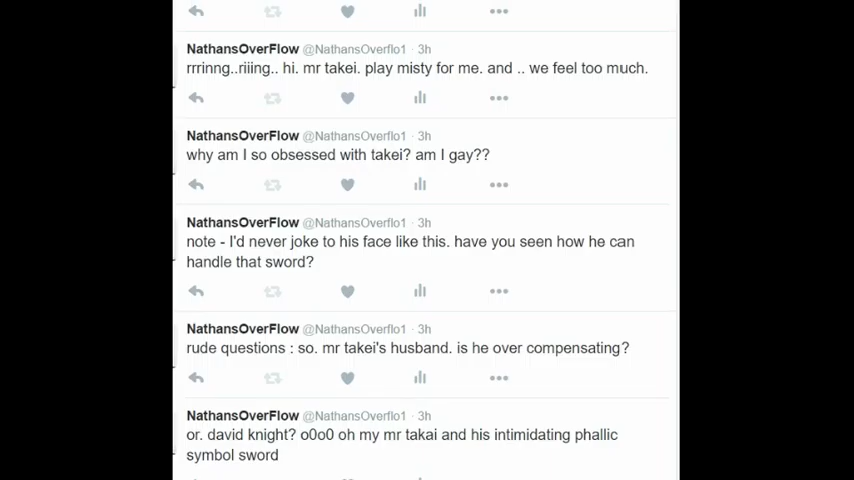 NathansOverFlow @NathansOverflo1 · 3h
rrrinng..riiing.. hi. mr takei. play misty for me. and .. we feel too much.
NathansOverFlow @NathansOverflo1 · 3h
why am I so obsessed with takei? am I gay??
NathansOverFlow @NathansOverflo1 · 3h
note - I'd never joke to his face like this. have you seen how he can
handle that sword?
NathansOverFlow @NathansOverflo1 · 3h
rude questions : so. mr takei's husband. is he over compensating?
NathansOverFlow @NathansOverflo1 · 3h
or. david knight? o0o0 oh my mr takai and his intimidating phallic
symbol sword